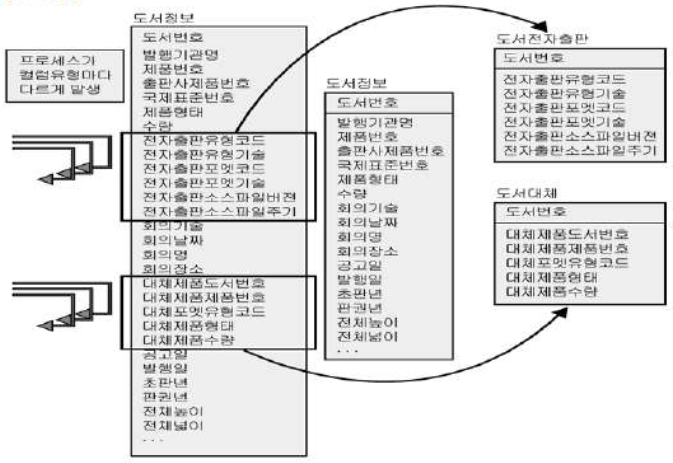 도서정보
도서번호
발행기관명
제품번호
출판사제품번호
국제표준번호
제품형태
수량
전자출판유형코드
전자출판유형기술
전자출판포멧코드
전자출판포멧기술
전자출판소스파일버젼
전자출판소스파일주기
회의기술
회의날짜
회의명
회의장소
대체제품도서번호
대체제품제품번호
대체포멧유형코드
대체제품형태
대체제품수량
공고일
발행일
초판년
판권년
전체높이
전체넓이
...
프로세스가
컬럼유형마다
다르게 발생
도서정보
도서번호
발행기관명
제품번호
출판사제품번호
국제표준번호
제품형태
수량
회의기술
회의날짜
회의명
회의장소
공고일
발행일
초판년
판권년
전체높이
전체넓이
...
도서전자출판
도서번호
전자출판유형코드
전자출판유형기술
전자출판포멧코드
전자출판포멧기술
전자출판소스파일버젼
전자출판소스파일주기
도서대체
도서번호
대체제품도서번호
대체제품제품번호
대체포멧유형코드
대체제품형태
대체제품수량